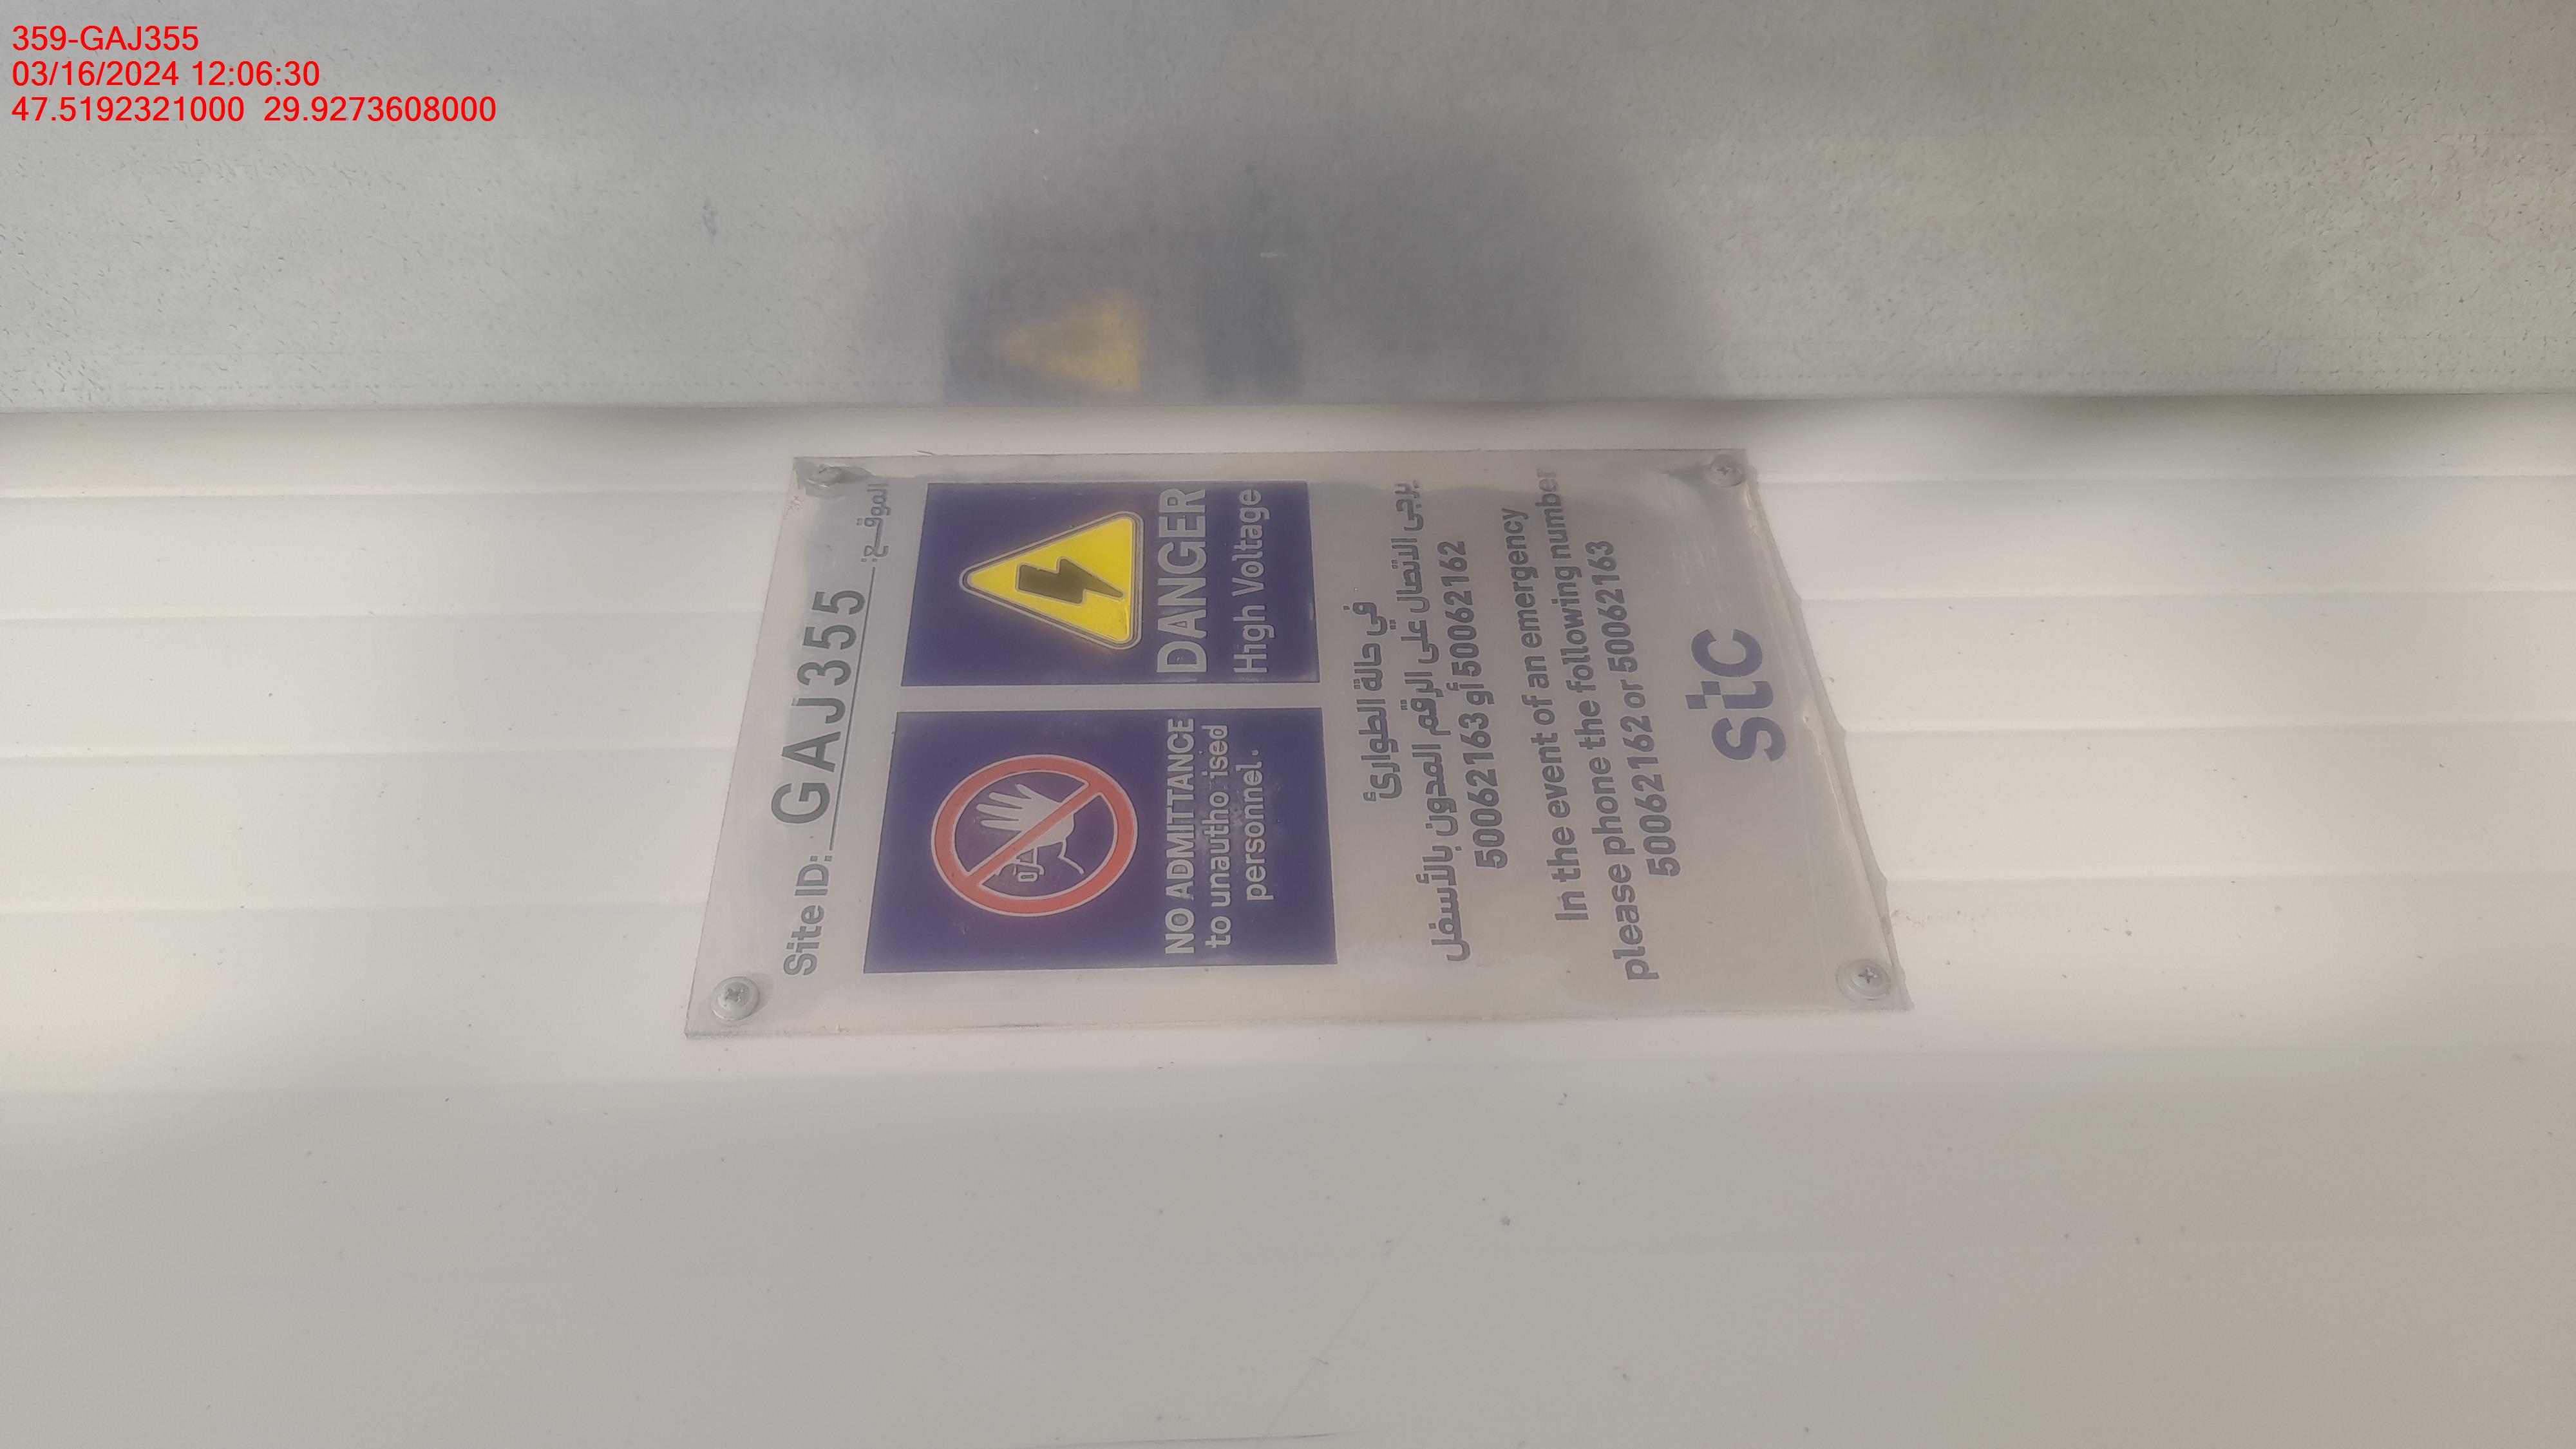 359-GAJ355
03/16/2024 12:06:30
47.5192321000 29.9273608000
Site ID: GAJ355 الموقـــع:
NO ADMITTANCE
to unautho ised
personnel.
DANGER
High Voltage
في حالة الطوارئ
يرجى الاتصال على الرقم المدون بالأسفل
50062163 أو 50062162
In the event of an emergency
please phone the following number
50062162 or 50062163
stc